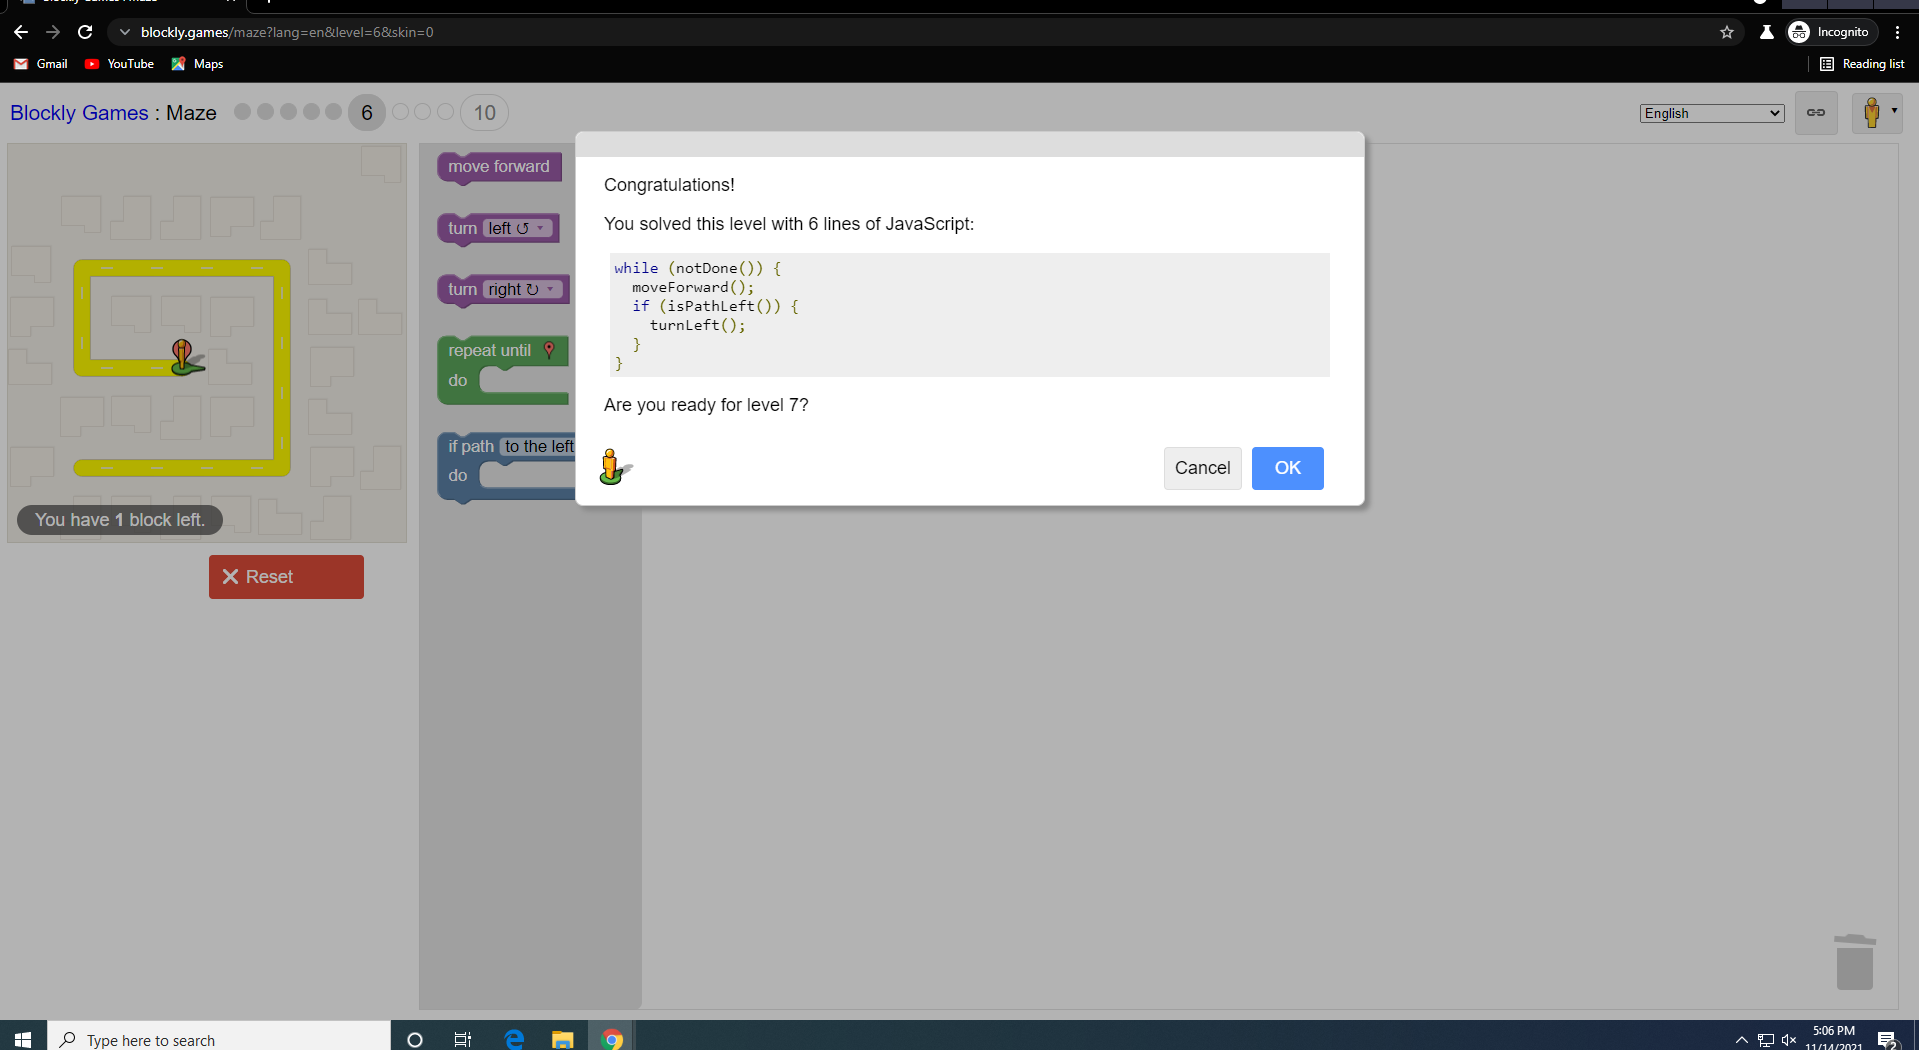 blockly.games/maze?lang=en&level=6&skin=0
Incognito
Gmail YouTube Maps
Reading list
Blockly Games : Maze 6 10
English
move forward
turn left
turn right
repeat until
do
if path to the left
do
You have 1 block left.
Reset
Congratulations!
You solved this level with 6 lines of JavaScript:
while (notDone()) {
  moveForward();
  if (isPathLeft()) {
    turnLeft();
  }
}
Are you ready for level 7?
Cancel OK
Type here to search
5:06 PM
11/14/2021
2